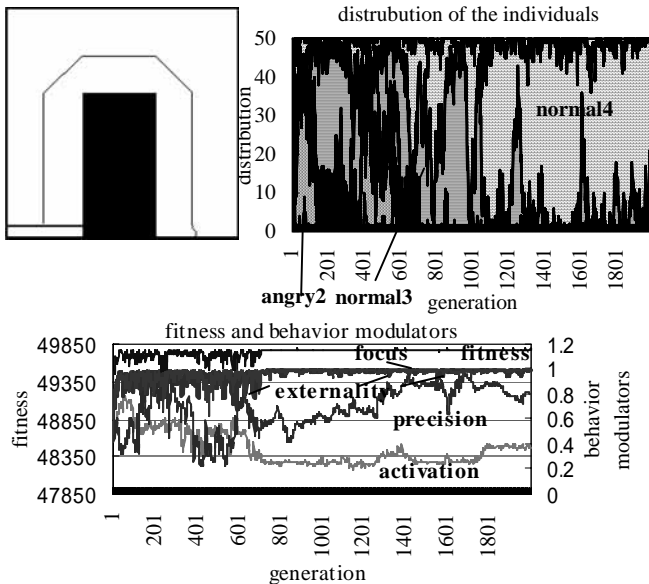 distrubution of the individuals
50
40
30
20
10
0
distribution
normal4
1
201
401
601
801
1001
1201
1401
1601
1801
angry2 normal3
generation
fitness and behavior modulators
49850
49350
48850
48350
47850
fitness
focus
fitness
externality
precision
activation
1.2
1
0.8
0.6
0.4
0.2
0
behavior
modulators
1
201
401
601
801
1001
1201
1401
1601
1801
generation